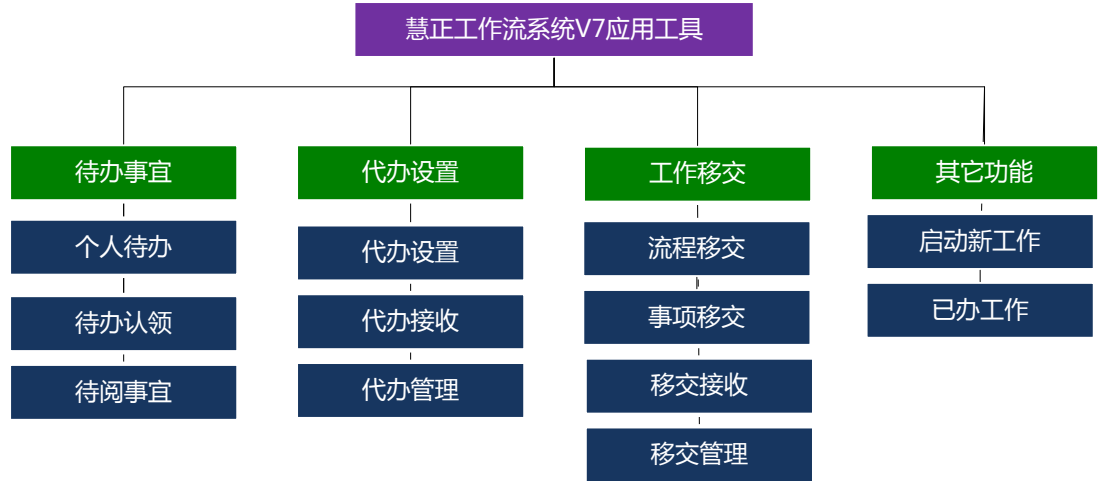 慧正工作流系统V7应用工具
待办事宜
个人待办
待办认领
待阅事宜
代办设置
代办设置
代办接收
代办管理
工作移交
流程移交
事项移交
移交接收
移交管理
其它功能
启动新工作
已办工作